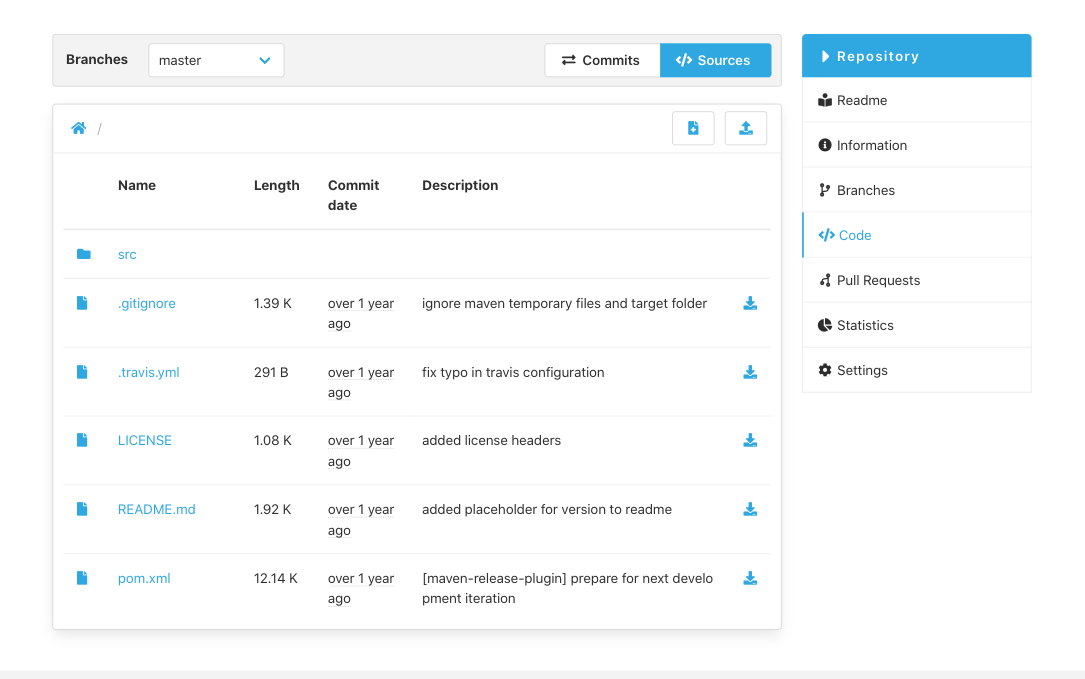 Branches master Commits Sources
/
Name Length Commit date Description
src
.gitignore 1.39 K over 1 year ago ignore maven temporary files and target folder
.travis.yml 291 B over 1 year ago fix typo in travis configuration
LICENSE 1.08 K over 1 year ago added license headers
README.md 1.92 K over 1 year ago added placeholder for version to readme
pom.xml 12.14 K over 1 year ago [maven-release-plugin] prepare for next develo
pment iteration
Repository
Readme
Information
Branches
Code
Pull Requests
Statistics
Settings